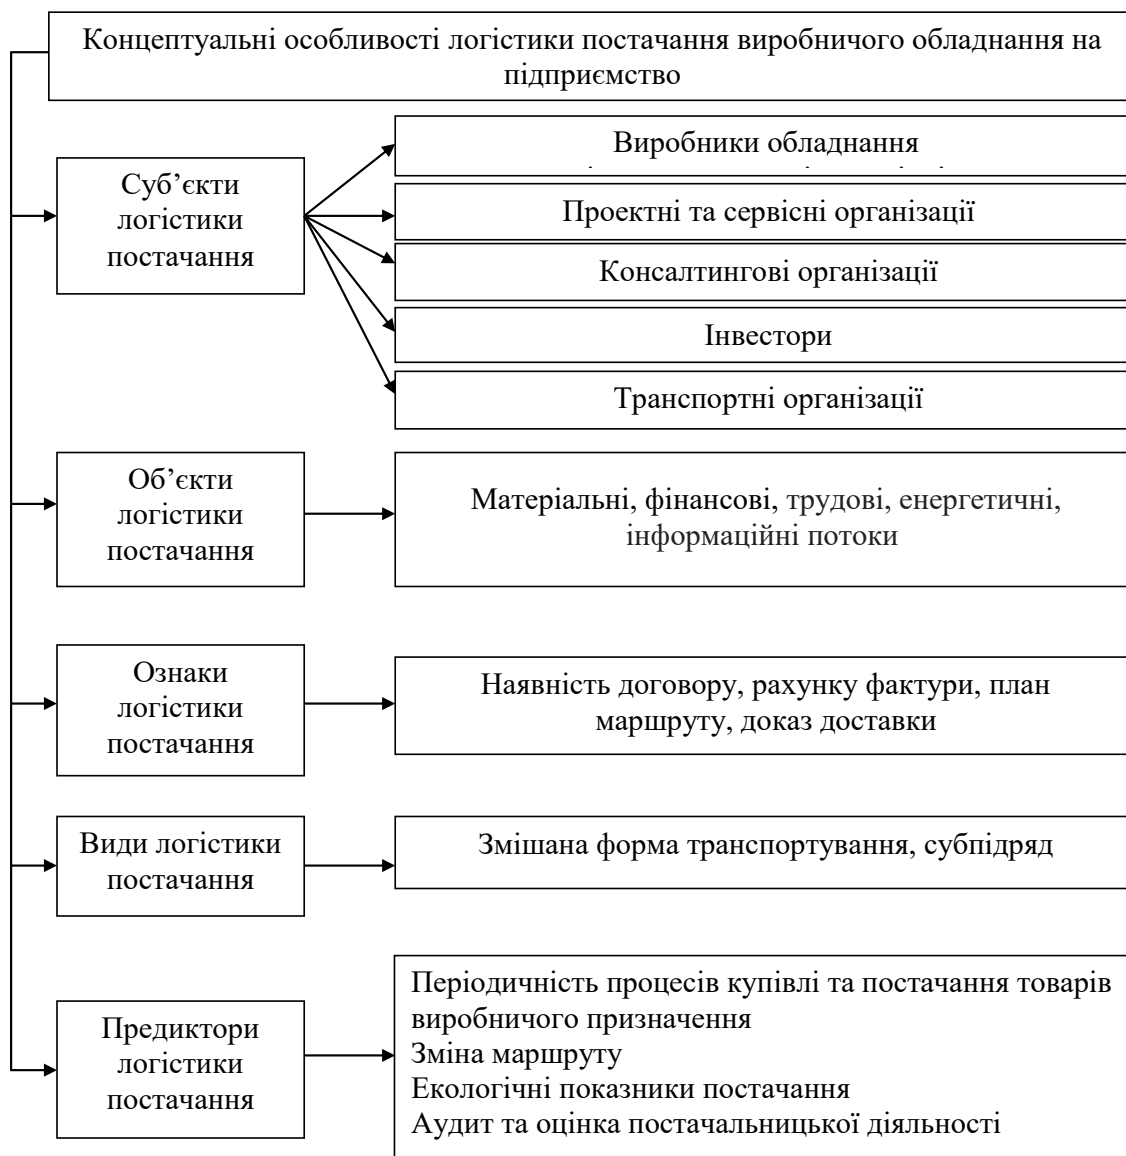 Концептуальні особливості логістики постачання виробничого обладнання на
підприємство
Суб’єкти
логістики
постачання
Виробники обладнання
Проектні та сервісні організації
Консалтингові організації
Інвестори
Транспортні організації
Об’єкти
логістики
постачання
Матеріальні, фінансові, трудові, енергетичні,
інформаційні потоки
Ознаки
логістики
постачання
Наявність договору, рахунку фактури, план
маршруту, доказ доставки
Види логістики
постачання
Змішана форма транспортування, субпідряд
Предиктори
логістики
постачання
Періодичність процесів купівлі та постачання товарів
виробничого призначення
Зміна маршруту
Екологічні показники постачання
Аудит та оцінка постачальницької діяльності